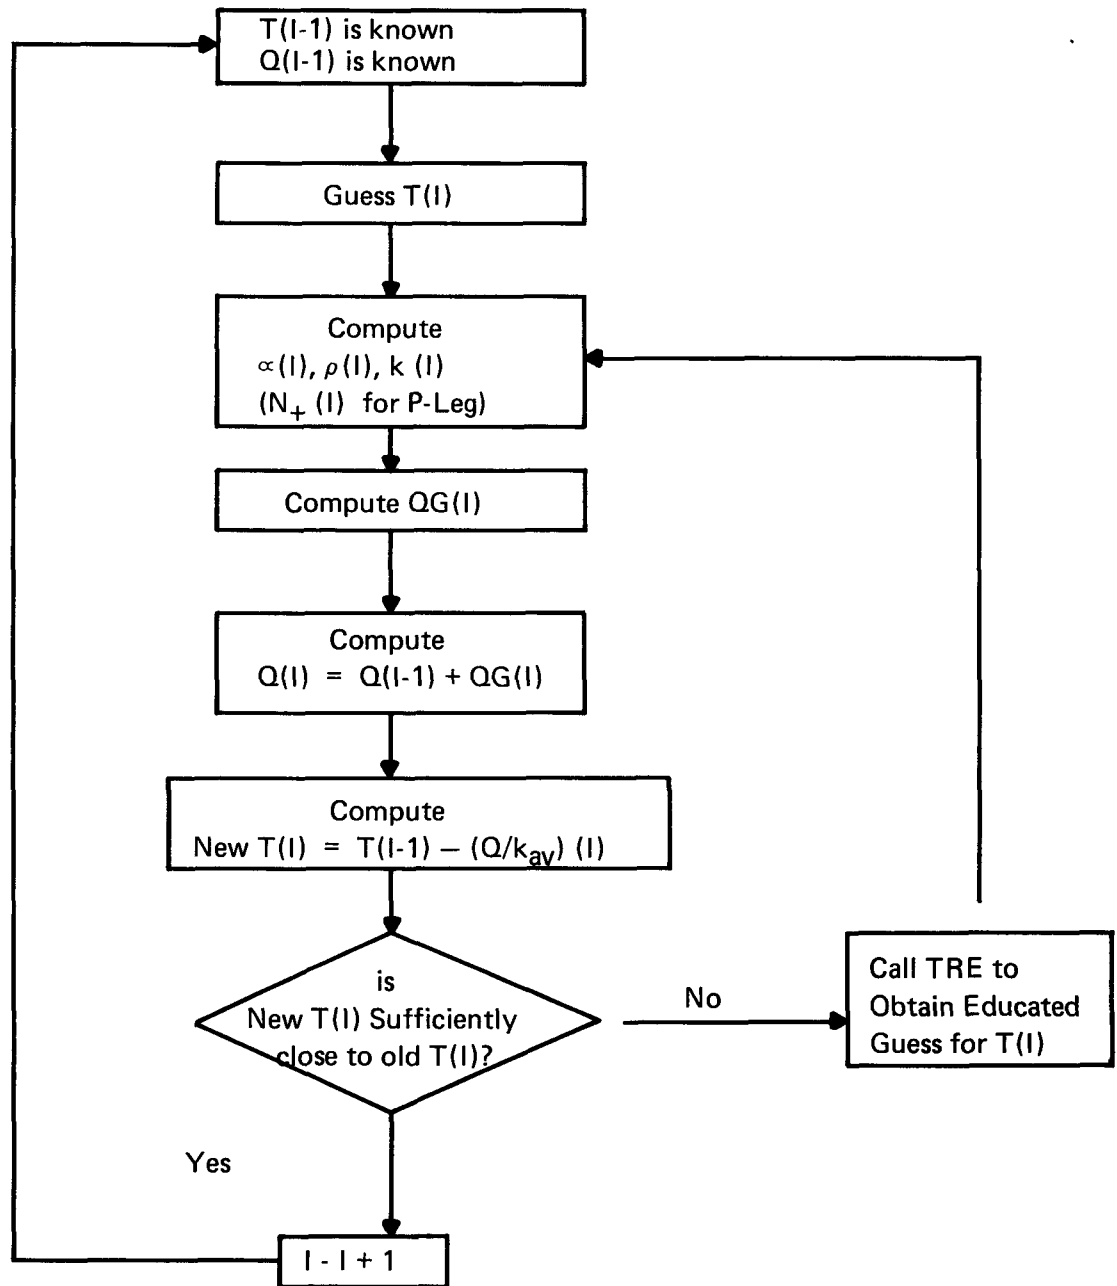 T(I-1) is known
Q(I-1) is known
Guess T(I)
Compute
∝(I), ρ(I), k (I)
(N₊ (I) for P-Leg)
Compute QG(I)
Compute
Q(I) = Q(I-1) + QG(I)
Compute
New T(I) = T(I-1) – (Q/kav) (I)
is
New T(I) Sufficiently
close to old T(I)?
No
Call TRE to
Obtain Educated
Guess for T(I)
Yes
I - I + 1